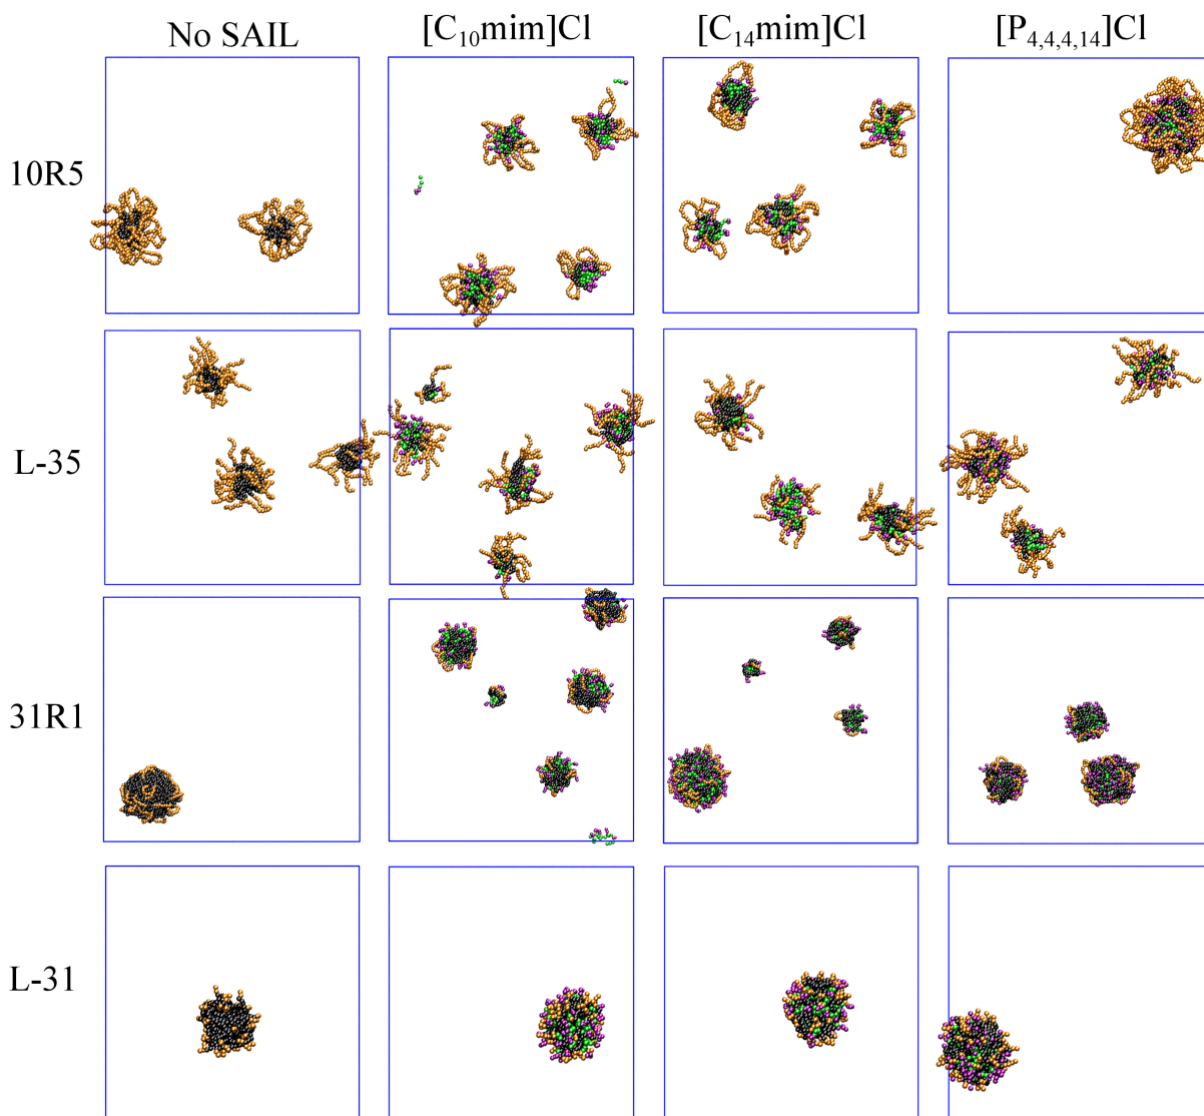 No SAIL [C₁₀mim]Cl [C₁₄mim]Cl [P₄,₄,₄,₁₄]Cl
10R5
L-35
31R1
L-31